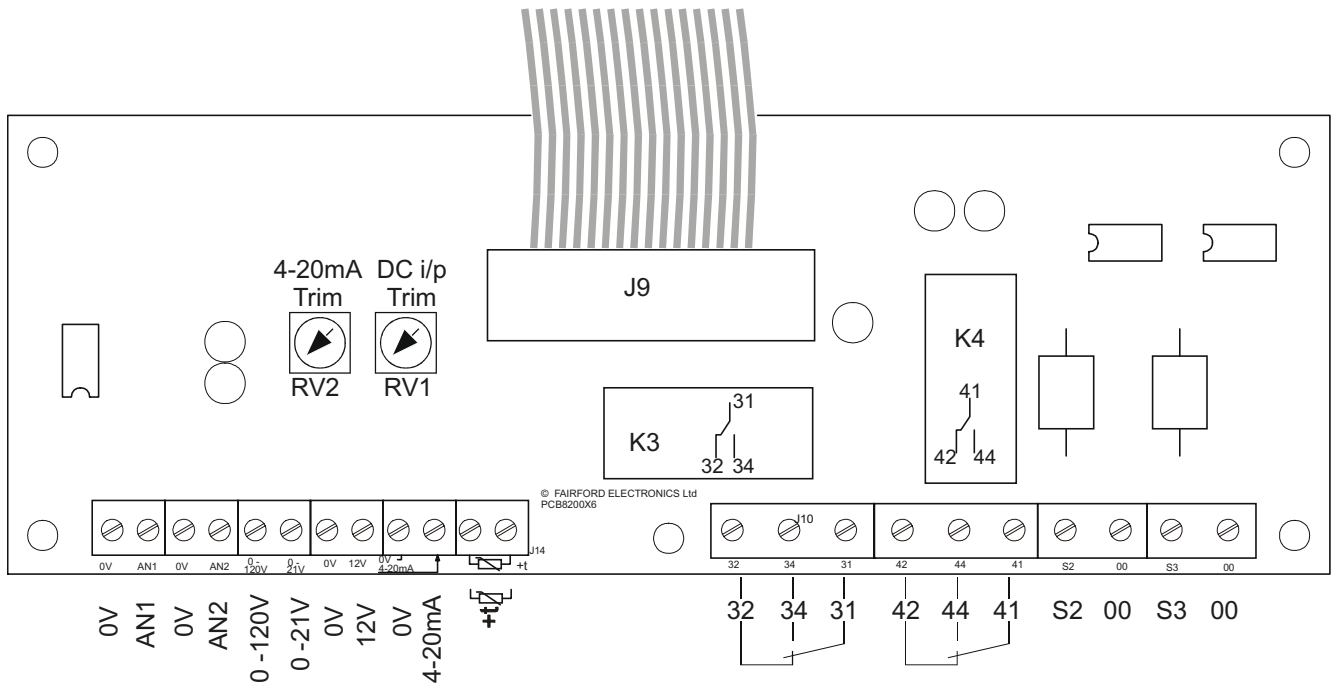 4-20mA DC i/p
Trim Trim
RV2 RV1
J9
K4
41
42 44
K3
31
32 34
© FAIRFORD ELECTRONICS Ltd
PCB8200X6
J10
J14
0V AN1 0V AN2 0 - 120V 0 - 21V 0V 12V 0V 4-20mA +t
32 34 31 42 44 41 S2 00 S3 00
0V AN1 0V AN2 0 -120V 0 -21V 0V 12V 0V 4-20mA +t
32 34 31 42 44 41 S2 00 S3 00